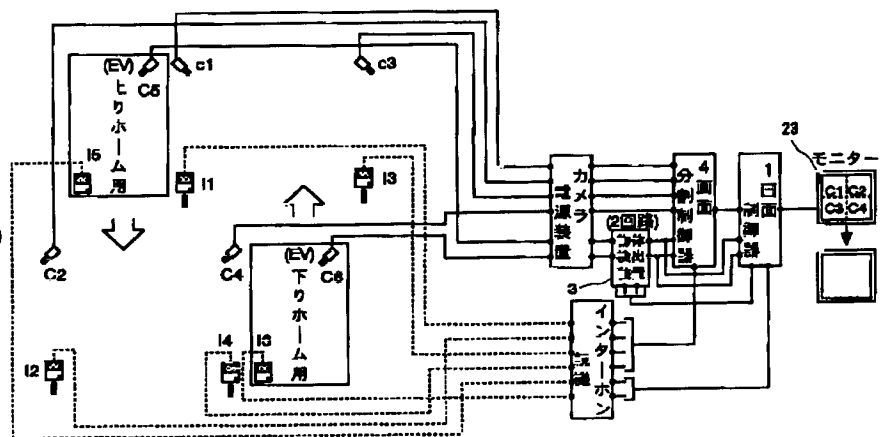 23
モニター
C1 C2
C3 C4
1画面
制御器
4画面
分割制御器
カメラ
電源装置
(2回路)
3
インターホン
(EV)
上りホーム用
C5
c1
c3
I5
I1
I3
C2
C4
(EV)
下りホーム用
C6
I2
I4